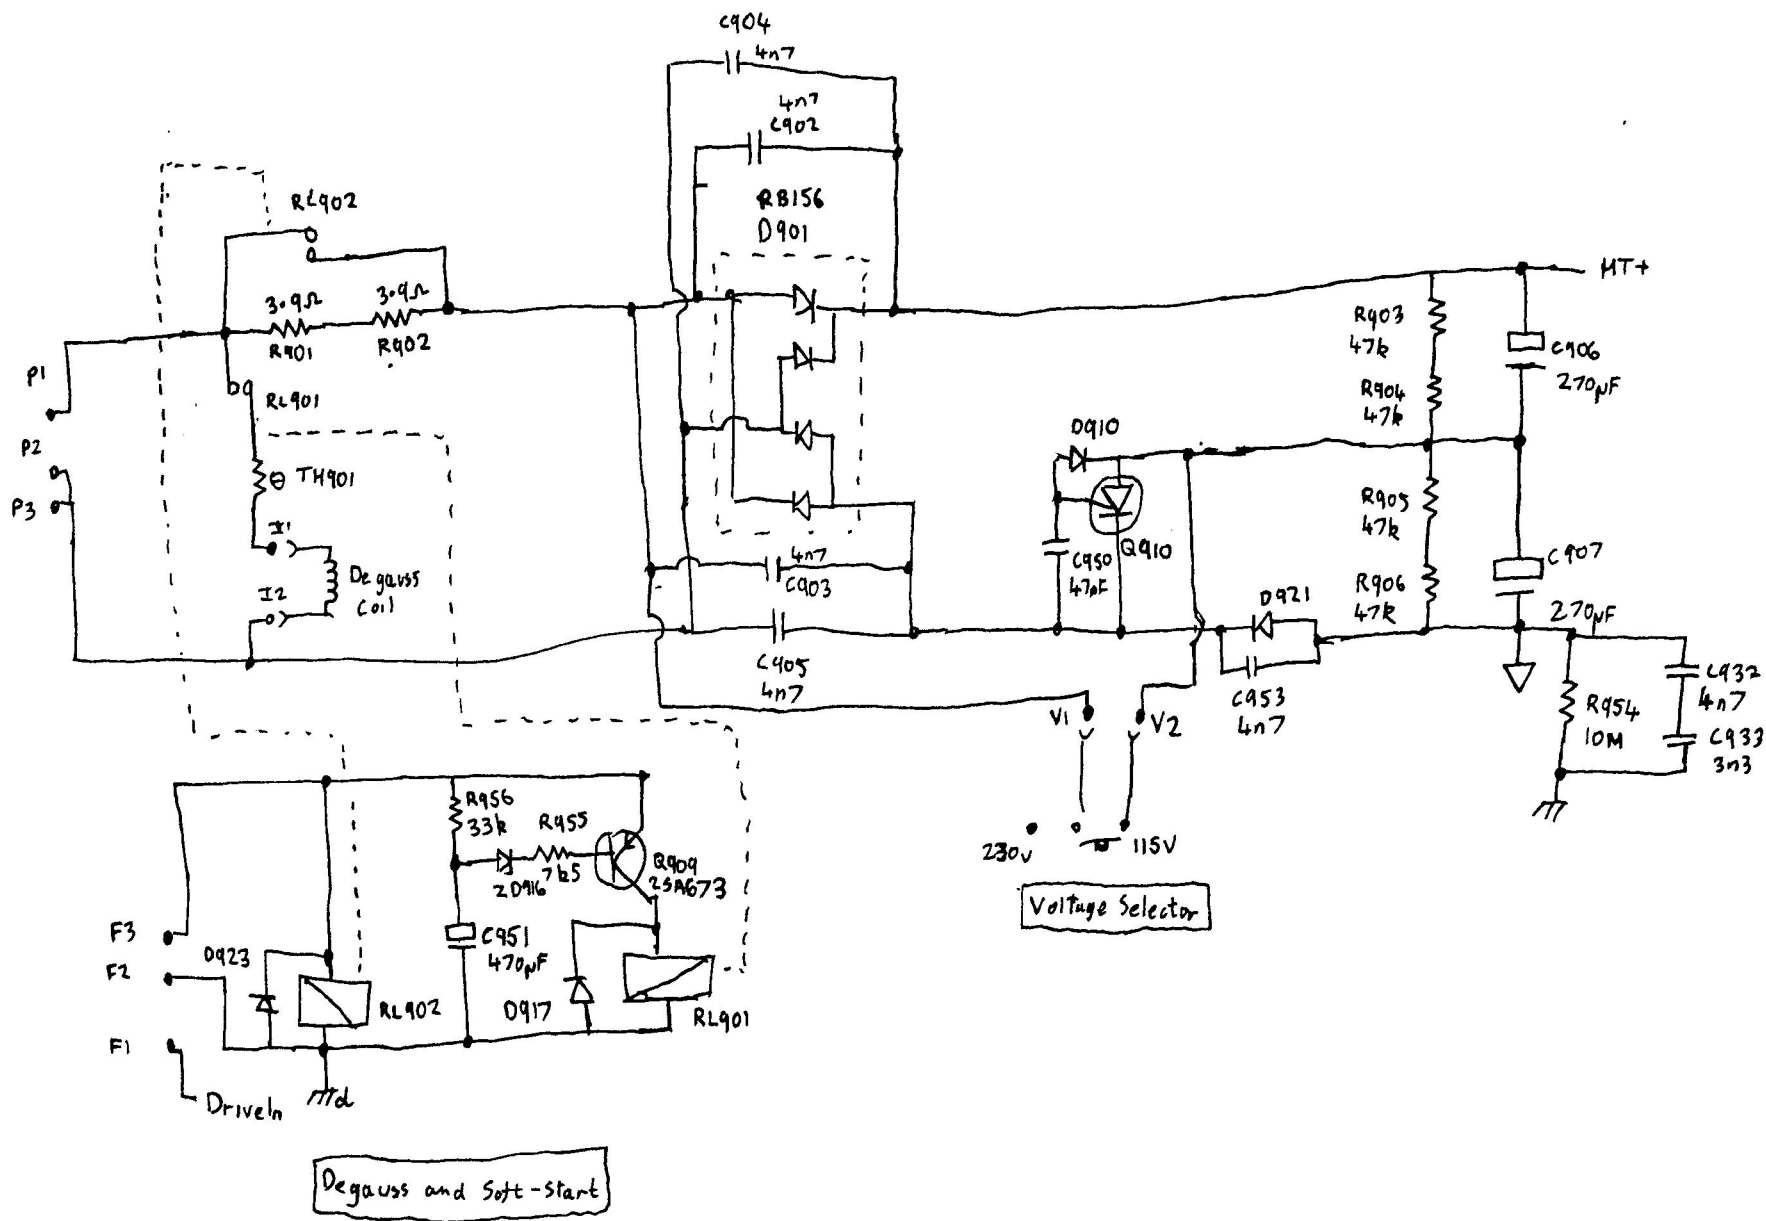 C904
4n7
4n7
C902
RB156
D901
RL902
3.9Ω
3.9Ω
R901
R902
P1
P2
P3
RL901
θ TH901
I1
I2
Degauss
Coil
4n7
C903
C905
4n7
D910
C950
47pF
Q910
D921
C953
4n7
HT+
R903
47k
R904
47k
R905
47k
R906
47k
C906
270µF
C907
270µF
R954
10M
C932
4n7
C933
3n3
V1
V2
230V
115V
Voltage Selector
R956
33k
R955
7k5
ZD916
Q909
2SA673
C951
470µF
D917
RL901
D923
RL902
F3
F2
F1
DriveIn
d
Degauss and Soft-Start